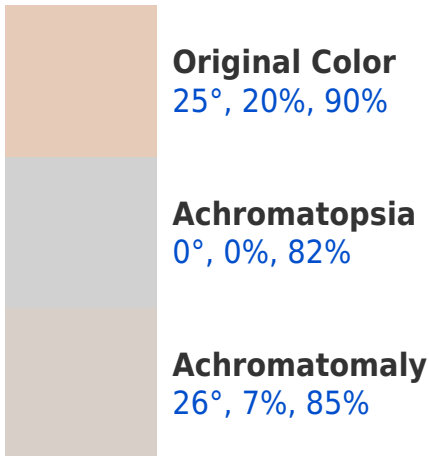 Original Color
25°, 20%, 90%
Achromatopsia
0°, 0%, 82%
Achromatomaly
26°, 7%, 85%